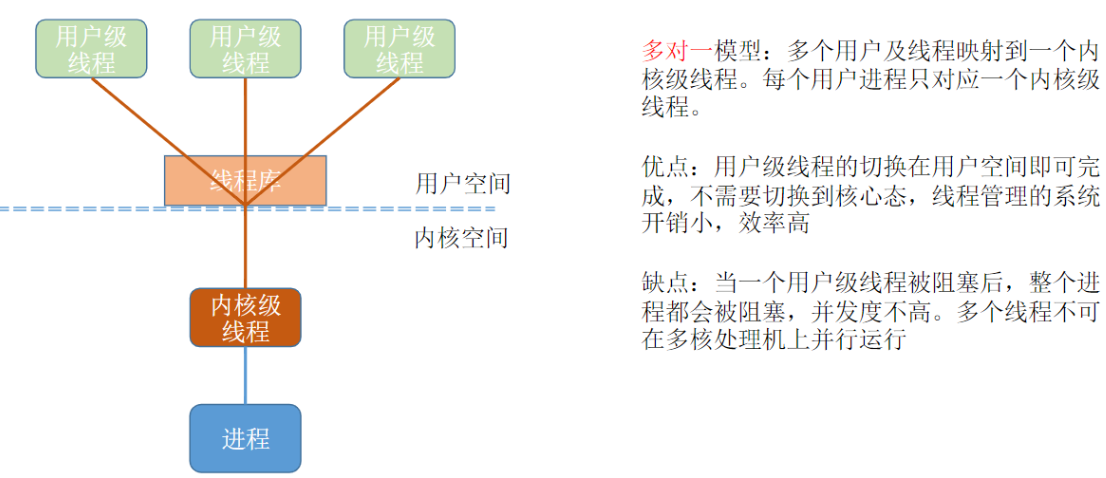 用户级
线程
用户级
线程
用户级
线程
线程库
用户空间
内核空间
内核级
线程
进程
多对一模型：多个用户及线程映射到一个内
核级线程。每个用户进程只对应一个内核级
线程。
优点：用户级线程的切换在用户空间即可完
成，不需要切换到核心态，线程管理的系统
开销小，效率高
缺点：当一个用户级线程被阻塞后，整个进
程都会被阻塞，并发度不高。多个线程不可
在多核处理机上并行运行